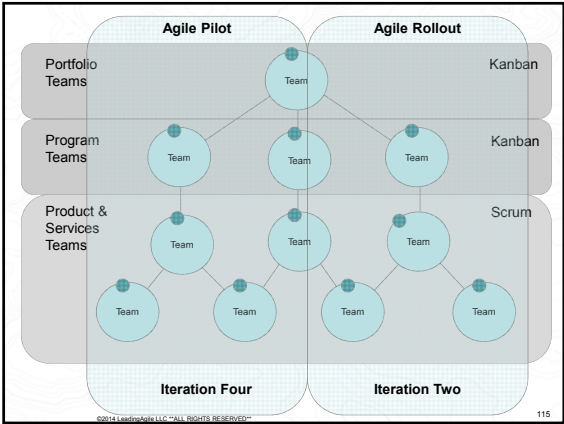 Agile Pilot
Agile Rollout
Portfolio
Teams
Kanban
Team
Program
Teams
Kanban
Team
Team
Team
Product &
Services
Teams
Scrum
Team
Team
Team
Team
Team
Team
Team
Iteration Four
Iteration Two
©2014 LeadingAgile LLC **ALL RIGHTS RESERVED**
115